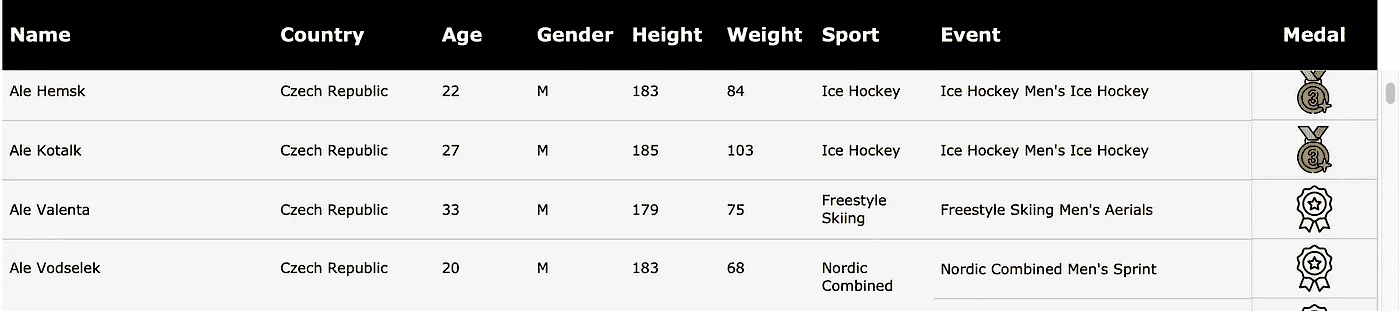 Name Country Age Gender Height Weight Sport Event Medal
Ale Hemsk Czech Republic 22 M 183 84 Ice Hockey Ice Hockey Men's Ice Hockey 3
Ale Kotalk Czech Republic 27 M 185 103 Ice Hockey Ice Hockey Men's Ice Hockey 3
Ale Valenta Czech Republic 33 M 179 75 Freestyle Skiing Freestyle Skiing Men's Aerials
Ale Vodselek Czech Republic 20 M 183 68 Nordic Combined Nordic Combined Men's Sprint